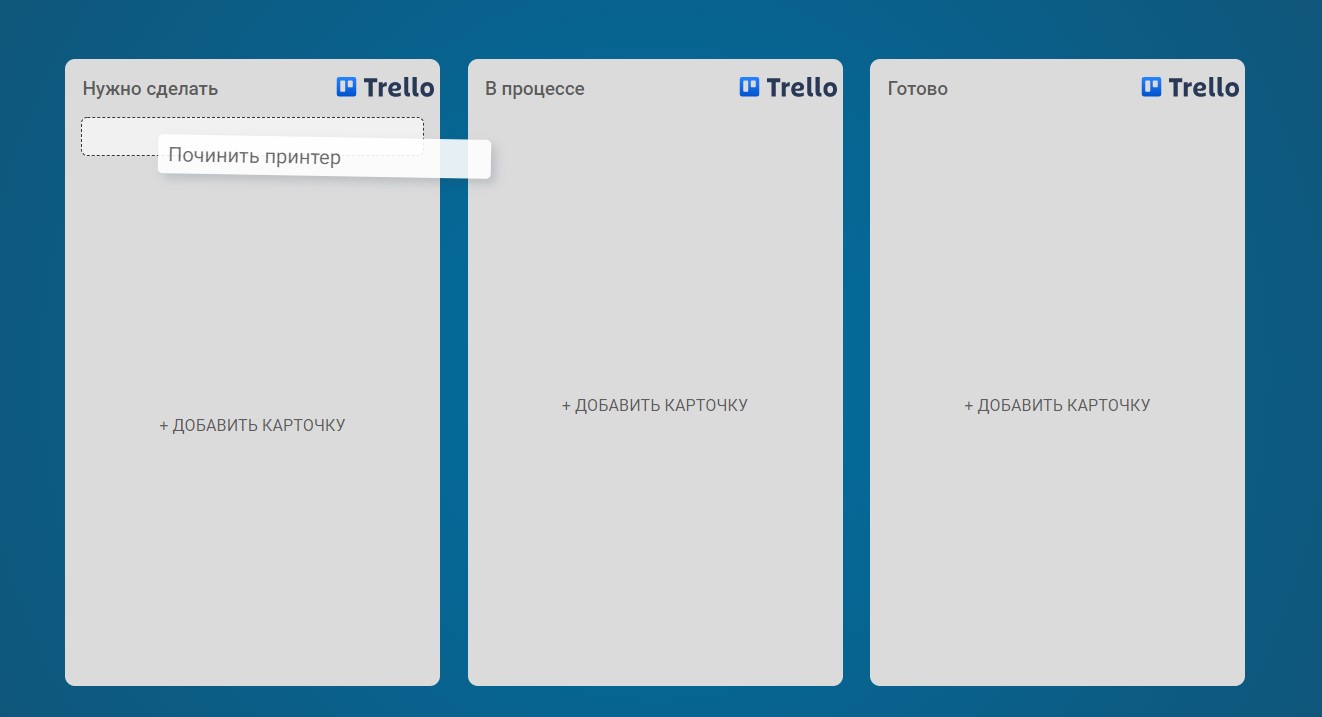 Нужно сделать
Trello
Починить принтер
+ ДОБАВИТЬ КАРТОЧКУ
В процессе
Trello
+ ДОБАВИТЬ КАРТОЧКУ
Готово
Trello
+ ДОБАВИТЬ КАРТОЧКУ